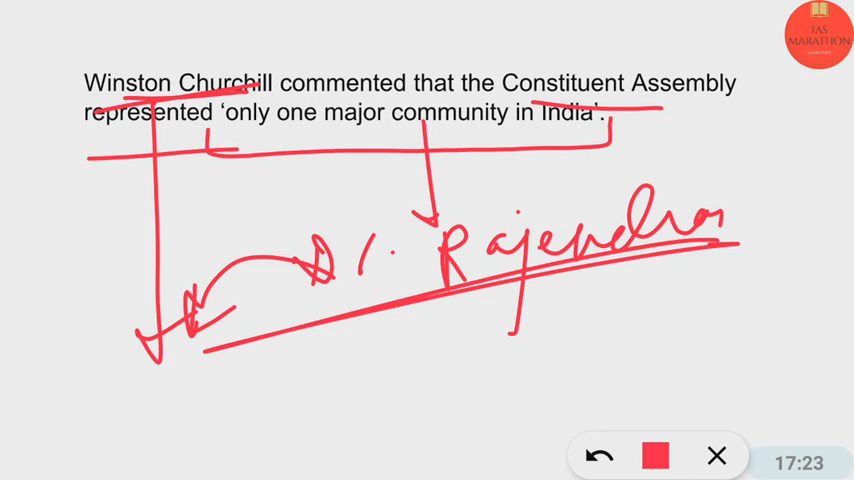 IAS
MARATHON
Winston Churchill commented that the Constituent Assembly
represented ‘only one major community in India’.
Dr. Rajendra
17:23